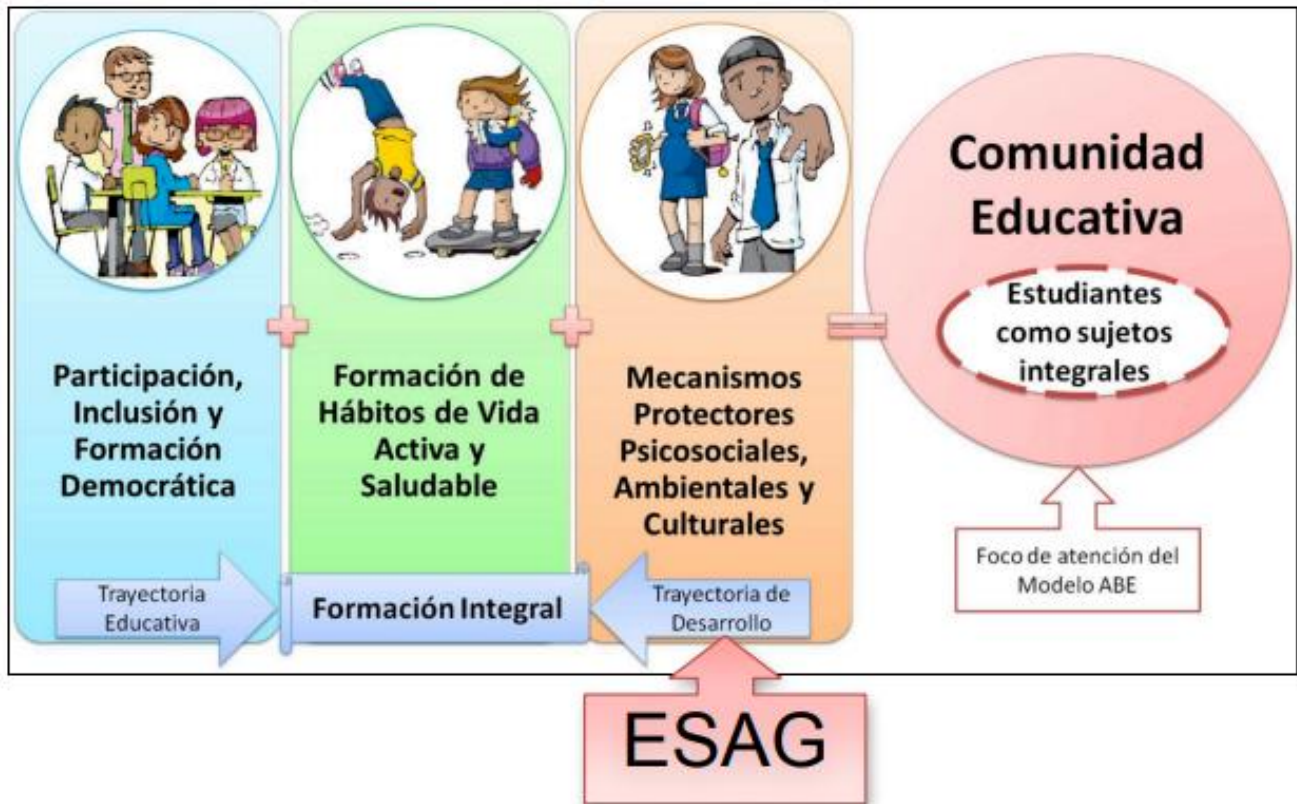 Participación,
Inclusión y
Formación
Democrática
Formación de
Hábitos de Vida
Activa y
Saludable
Mecanismos
Protectores
Psicosociales,
Ambientales y
Culturales
Comunidad
Educativa
Estudiantes
como sujetos
integrales
Foco de atención del
Modelo ABE
Trayectoria
Educativa
Formación Integral
Trayectoria de
Desarrollo
ESAG